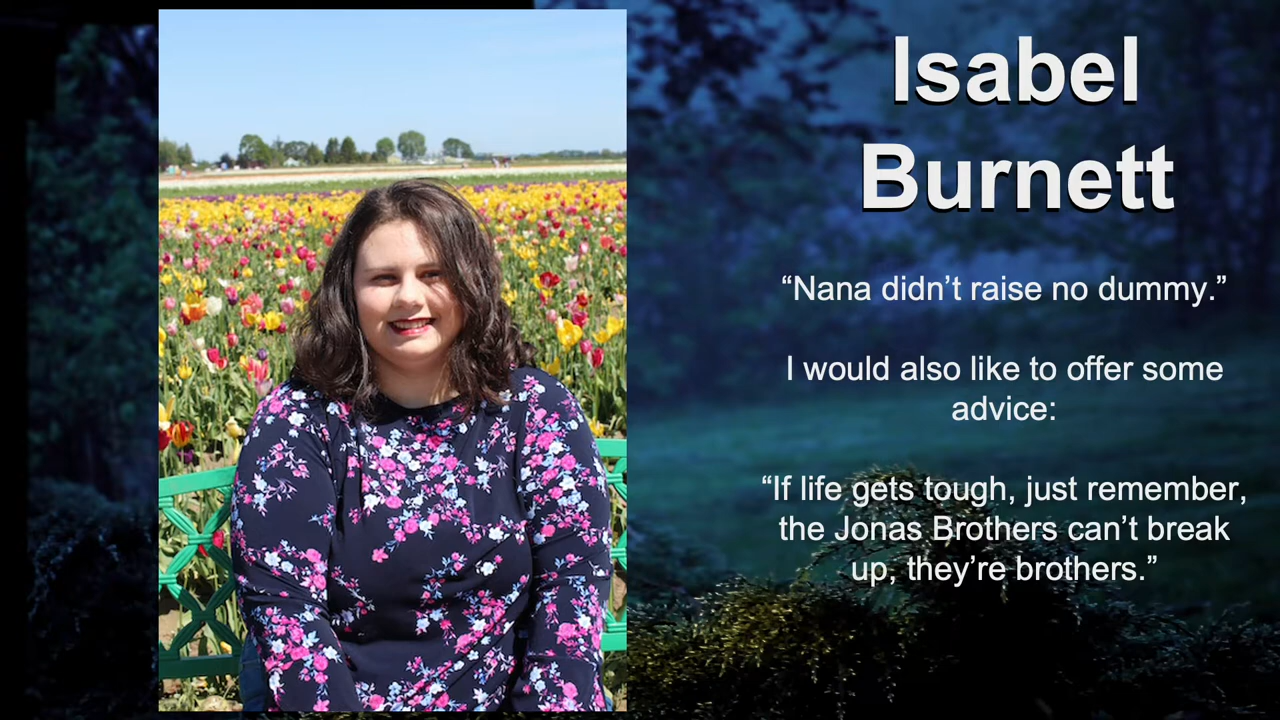 Isabel
Burnett
“Nana didn’t raise no dummy.”
I would also like to offer some
advice:
“If life gets tough, just remember,
the Jonas Brothers can’t break
up, they’re brothers.”